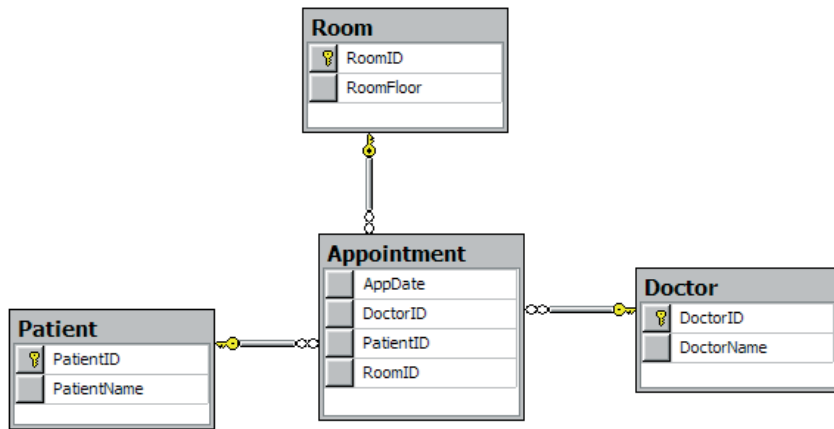 Room
RoomID
RoomFloor
Appointment
AppDate
DoctorID
PatientID
RoomID
Patient
PatientID
PatientName
Doctor
DoctorID
DoctorName